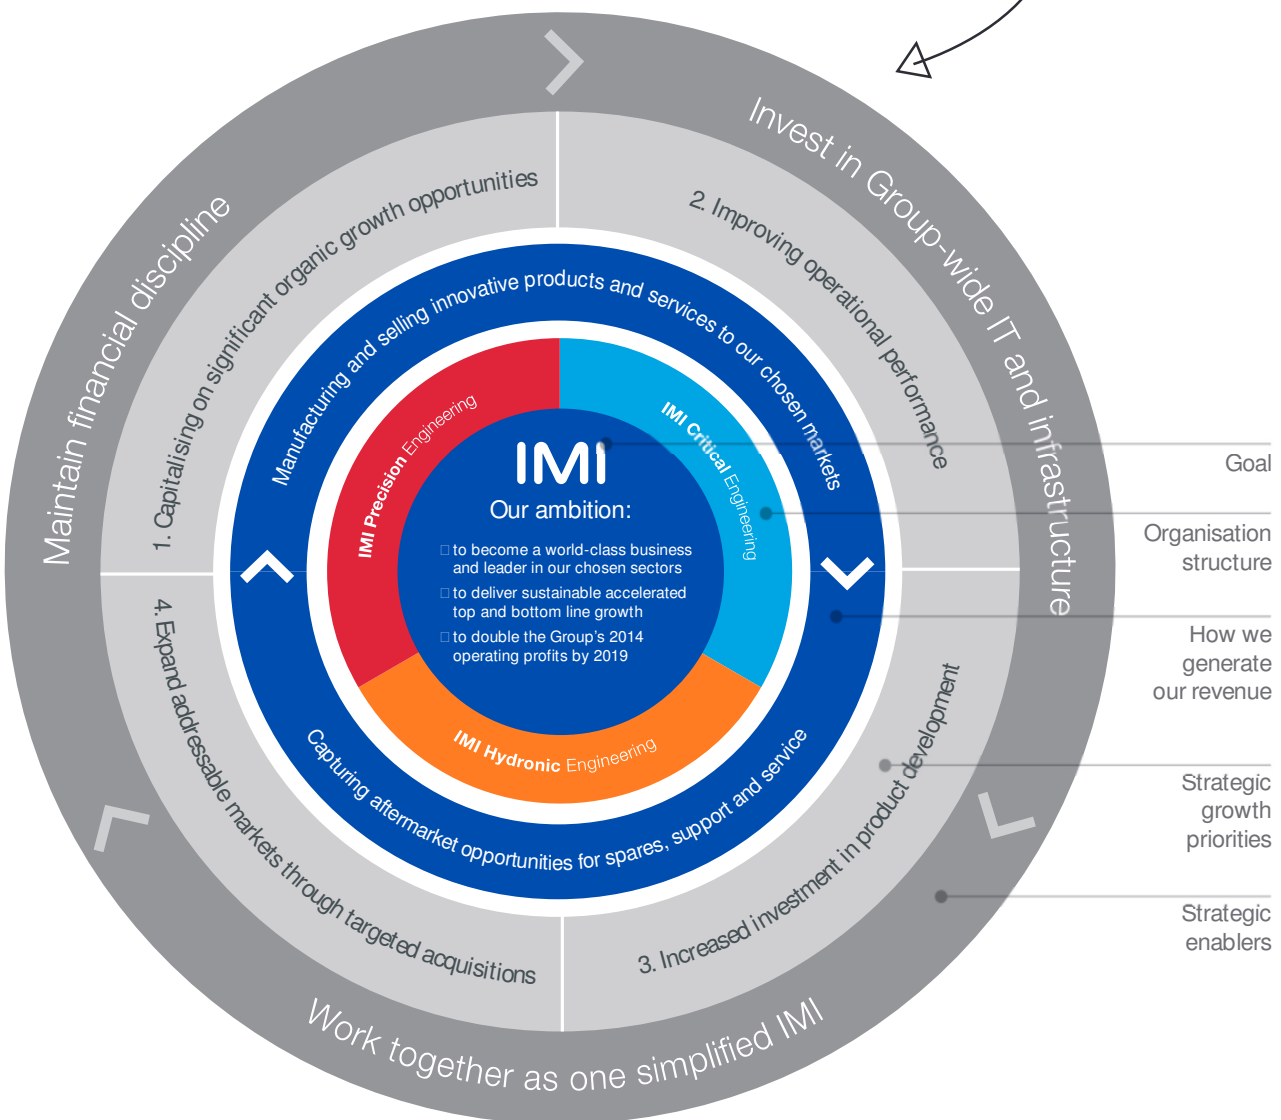 Maintain financial discipline
Invest in Group-wide IT and infrastructure
Work together as one simplified IMI
1. Capitalising on significant organic growth opportunities
2. Improving operational performance
3. Increased investment in product development
4. Expand addressable markets through targeted acquisitions
Manufacturing and selling innovative products and services to our chosen markets
Capturing aftermarket opportunities for spares, support and service
IMI Precision Engineering
IMI Critical Engineering
IMI Hydronic Engineering
IMI
Our ambition:
to become a world-class business
and leader in our chosen sectors
to deliver sustainable accelerated
top and bottom line growth
to double the Group's 2014
operating profits by 2019
Goal
Organisation
structure
How we
generate
our revenue
Strategic
growth
priorities
Strategic
enablers